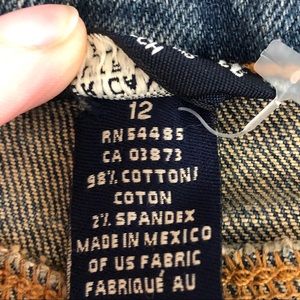 12
RN54485
CA 03873
98% COTTON/
COTON
2% SPANDEX
MADE IN MEXICO
OF US FABRIC
FABRIQUÉ AU